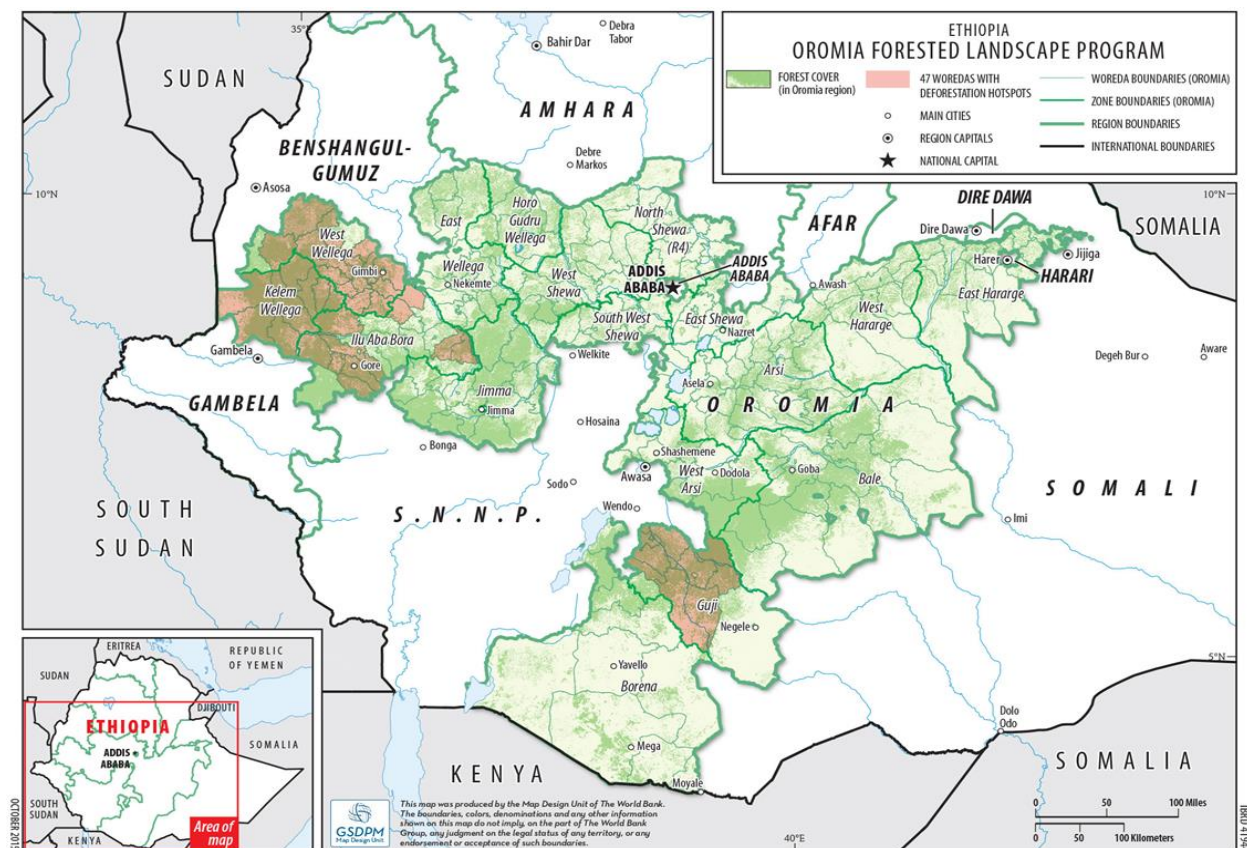 ETHIOPIA
OROMIA FORESTED LANDSCAPE PROGRAM
FOREST COVER
(in Oromia region)
47 WOREDAS WITH
DEFORESTATION HOTSPOTS
MAIN CITIES
REGION CAPITALS
NATIONAL CAPITAL
WOREDA BOUNDARIES (OROMIA)
ZONE BOUNDARIES (OROMIA)
REGION BOUNDARIES
INTERNATIONAL BOUNDARIES
35°E
Debra
Tabor
Bahir Dar
SUDAN
AMHARA
BENSHANGUL-
GUMUZ
Debre
Markos
10°N
10°N
Asosa
DIRE DAWA
SOMALIA
AFAR
Dire Dawa
Jijiga
Harer
HARARI
East Hararge
West
Wellega
Gimbi
East
Wellega
Nekemte
Horo
Gudru
Wellega
North
Shewa
(R4)
West
Shewa
ADDIS
ABABA
ADDIS
ABABA
Awash
West
Hararge
Kelem
Wellega
Ilu Aba Bora
South West
Shewa
East Shewa
Nazret
Gambela
Gore
Welkite
Degeh Bur
Aware
Arsi
Asela
GAMBELA
Jimma
Jimma
OROMIA
Hosaina
Bonga
Shashemene
Awasa
West
Arsi
Dodola
Goba
Bale
Sodo
SOMALI
SOUTH
SUDAN
S.N.N.P.
Wendo
Imi
Guji
Negele
Yavello
Borena
5°N
Mega
Moyale
Dolo
Odo
KENYA
SOMALIA
40°E
ERITREA
REPUBLIC
OF YEMEN
SUDAN
DJIBOUTI
ETHIOPIA
SOMALIA
ADDIS
ABABA
SOUTH
SUDAN
KENYA
Area of
map
GSDPM
Map Design Unit
This map was produced by the Map Design Unit of The World Bank.
The boundaries, colors, denominations and any other information
shown on this map do not imply, on the part of The World Bank
Group, any judgment on the legal status of any territory, or any
endorsement or acceptance of such boundaries.
0 50 100 Miles
0 50 100 Kilometers